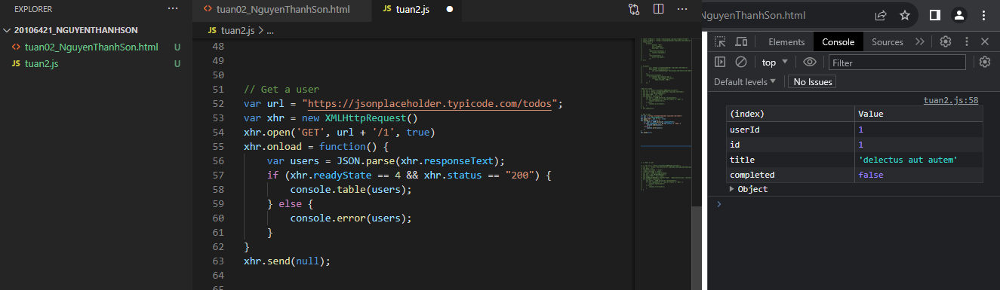 EXPLORER
20106421_NGUYENTHANHSON
tuan02_NguyenThanhSon.html U
JS tuan2.js U
tuan02_NguyenThanhSon.html
JS tuan2.js
JS tuan2.js > ...
48
49
50
51 // Get a user
52 var url = "https://jsonplaceholder.typicode.com/todos";
53 var xhr = new XMLHttpRequest()
54 xhr.open('GET', url + '/1', true)
55 xhr.onload = function() {
56 var users = JSON.parse(xhr.responseText);
57 if (xhr.readyState == 4 && xhr.status == "200") {
58 console.table(users);
59 } else {
60 console.error(users);
61 }
62 }
63 xhr.send(null);
64
65
NguyenThanhSon.html
Elements Console Sources
top Filter
Default levels No Issues
tuan2.js:58
(index) Value
userId 1
id 1
title 'delectus aut autem'
completed false
Object